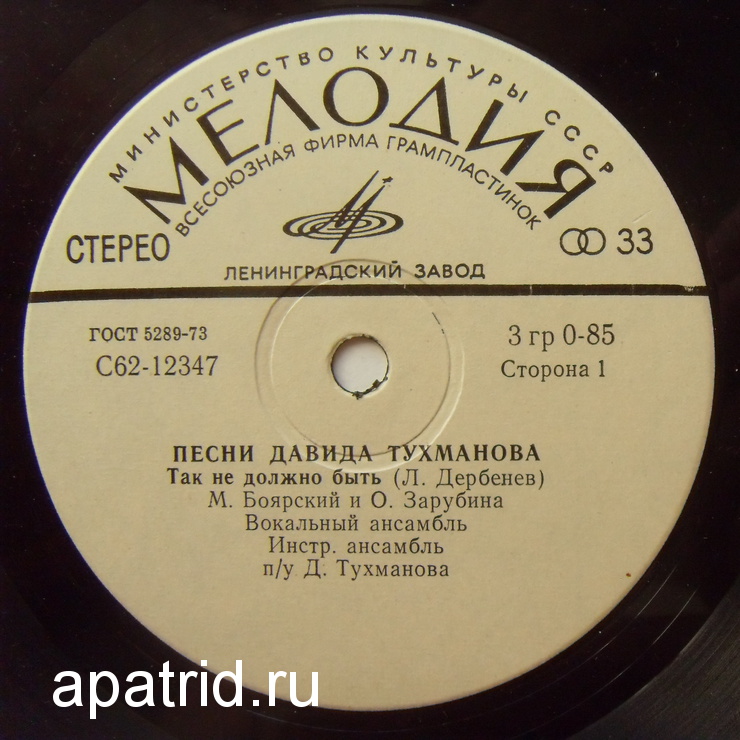 МИНИСТЕРСТВО КУЛЬТУРЫ СССР
МЕЛОДИЯ
ВСЕСОЮЗНАЯ ФИРМА ГРАМПЛАСТИНОК
СТЕРЕО
33
ЛЕНИНГРАДСКИЙ ЗАВОД
ГОСТ 5289-73
3 гр 0-85
С62-12347
Сторона 1
ПЕСНИ ДАВИДА ТУХМАНОВА
Так не должно быть (Л. Дербенев)
М. Боярский и О. Зарубина
Вокальный ансамбль
Инстр. ансамбль
п/у Д. Тухманова
apatrid.ru